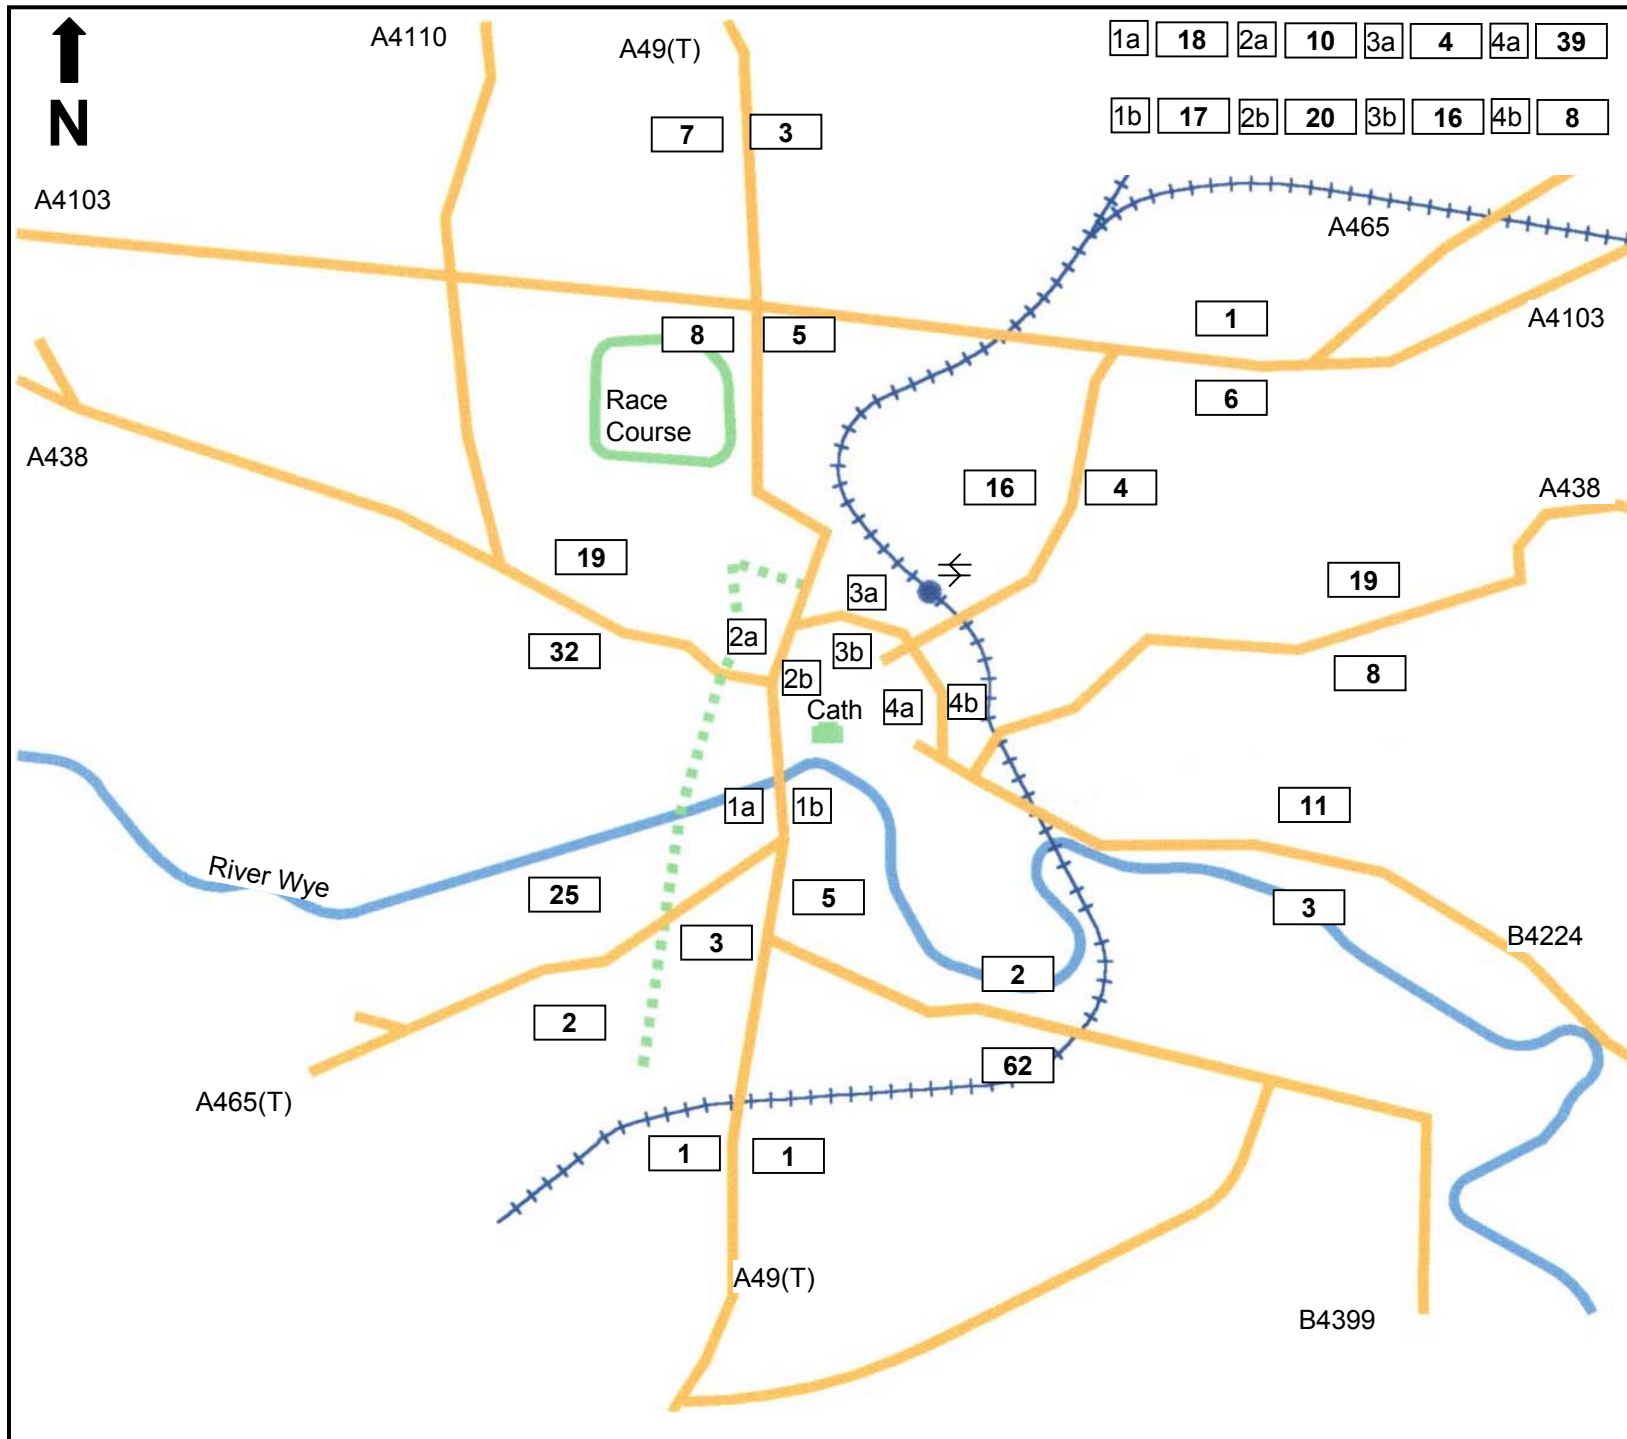 A4110
A49(T)
1a 18 2a 10 3a 4 4a 39
N
1b 17 2b 20 3b 16 4b 8
7 3
A4103
A465
1
A4103
8 5
Race
Course
6
A438
16 4
A438
19
3a
19
2a
3b
32
2b
8
Cath
4a
4b
1a 1b
11
River Wye
25
5
3
3
B4224
2
2
62
A465(T)
1 1
A49(T)
B4399